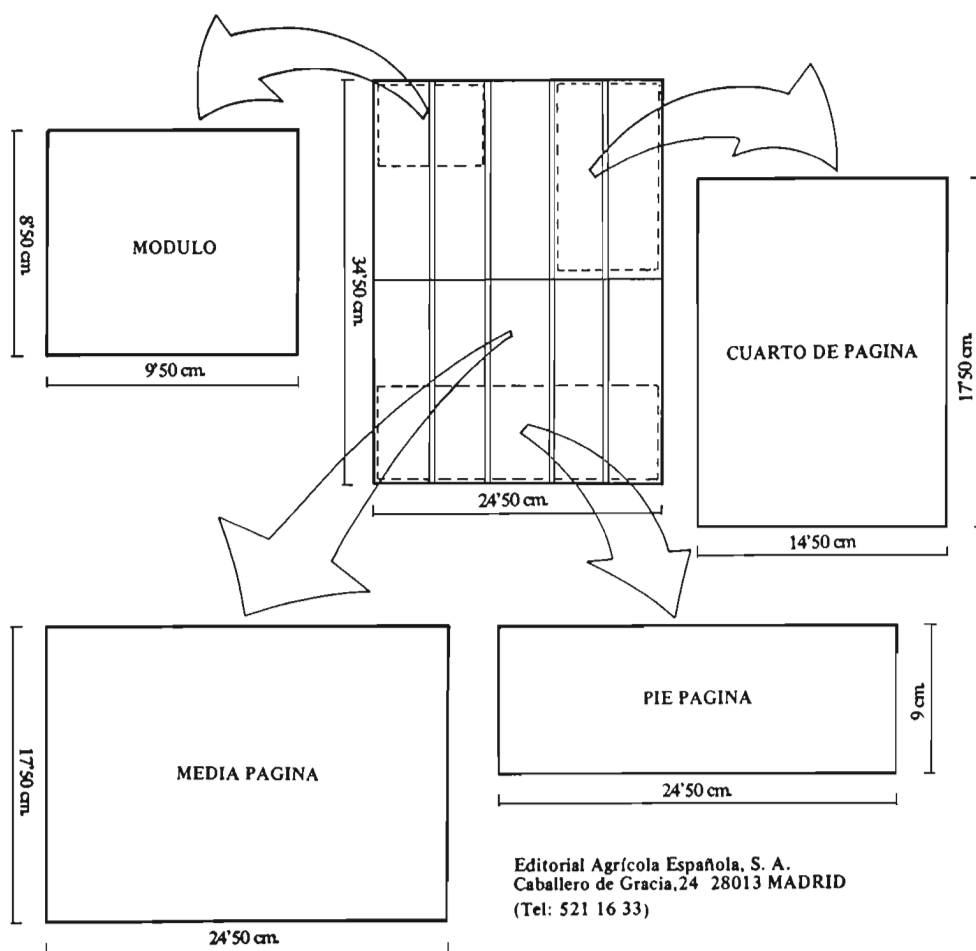 34'50 cm.
24'50 cm.
MODULO
8'50 cm.
9'50 cm.
CUARTO DE PAGINA
17'50 cm.
14'50 cm
MEDIA PAGINA
17'50 cm.
24'50 cm.
PIE PAGINA
9 cm.
24'50 cm.
Editorial Agrícola Española, S. A.
Caballero de Gracia,24 28013 MADRID
(Tel: 521 16 33)